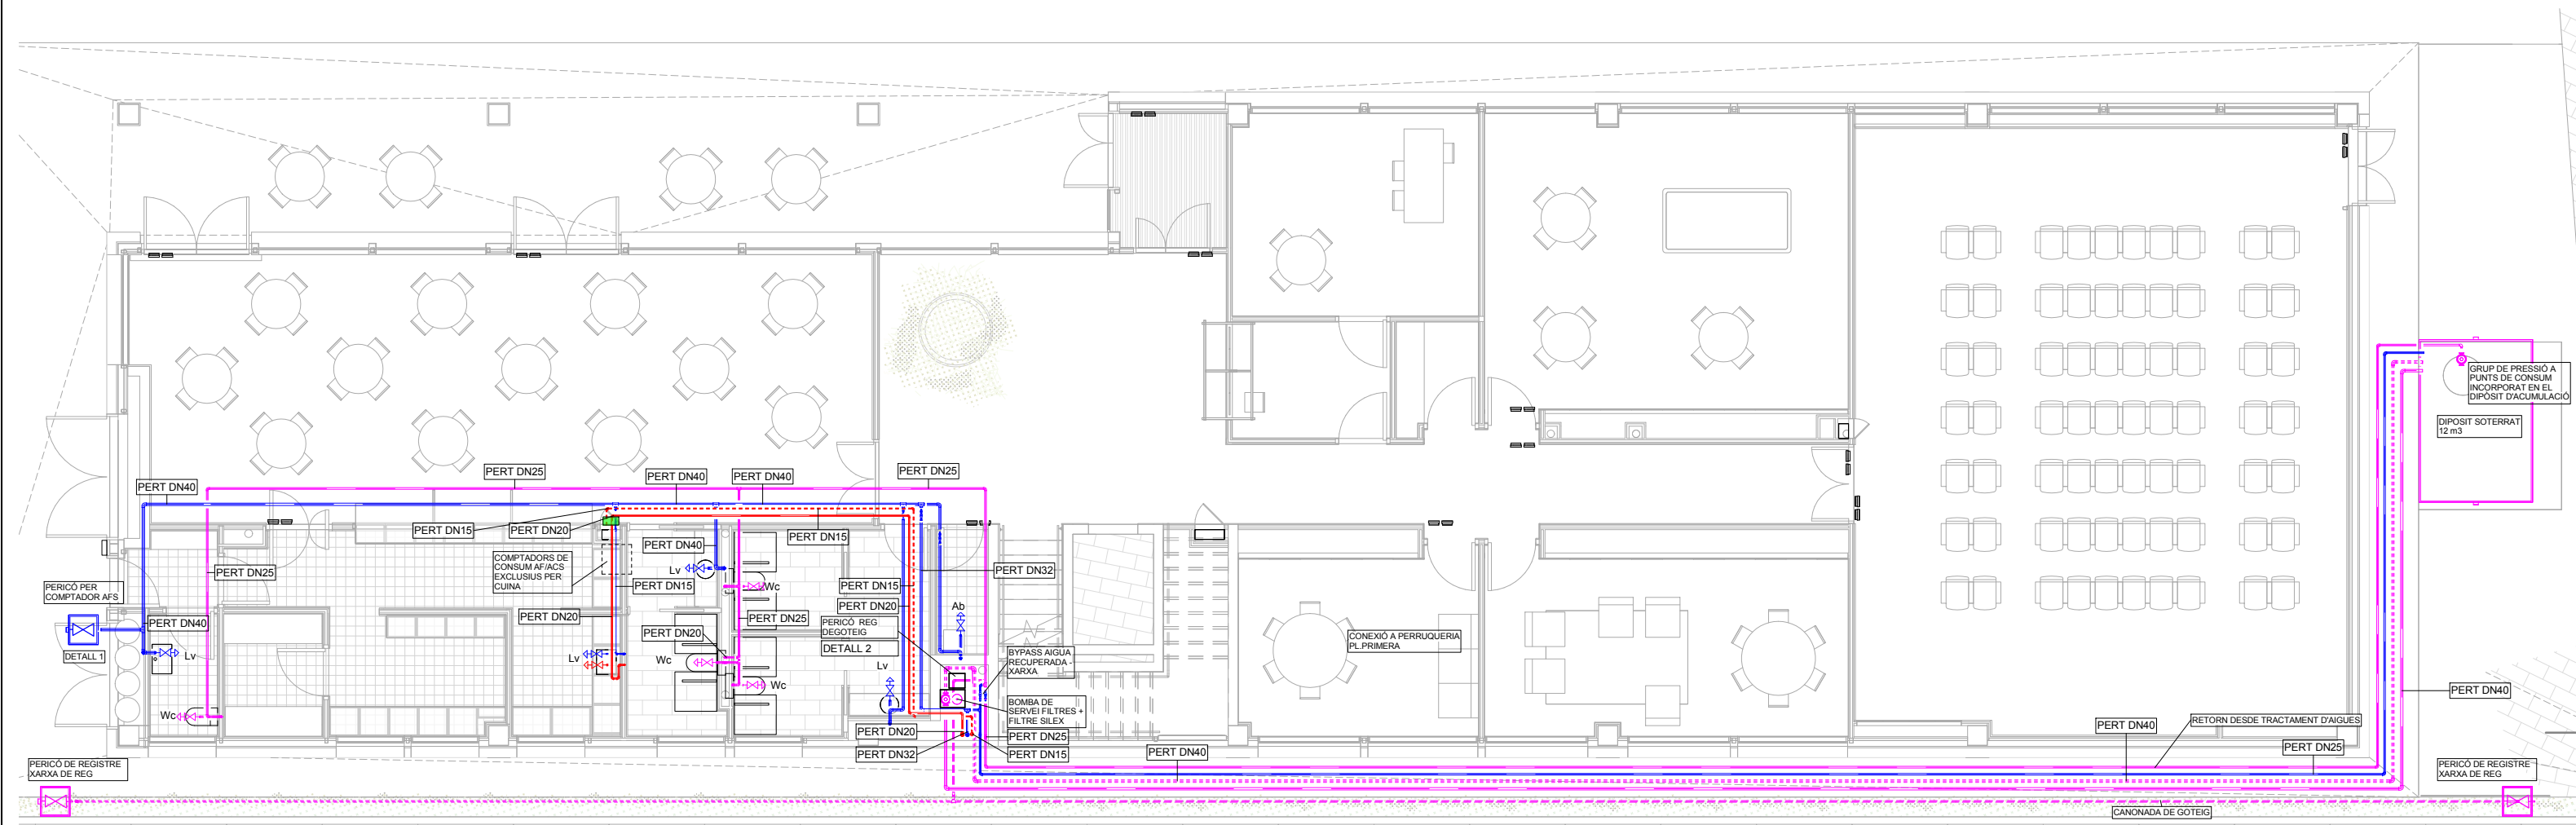 PERT DN25
PERT DN40
PERT DN40
PERT DN25
PERT DN40
PERT DN15
PERT DN20
PERT DN15
COMPTADORS DE
CONSUM AF/ACS
EXCLUSIUS PER
CUINA
PERT DN40
Lv
PERT DN25
PERT DN15
Wc
PERT DN15
PERT DN32
PERICÓ PER
COMPTADOR AFS
PERT DN20
PERT DN20
Ab
PERT DN40
PERT DN25
PERICÓ REG
DEGOTEIG
DETALL 2
DETALL 1
Lv
Lv
PERT DN20
Wc
Wc
Lv
BYPASS AIGUA
RECUPERADA -
XARXA
BOMBA DE
SERVEI FILTRES +
FILTRE SILEX
Wc
PERT DN20
PERT DN25
PERT DN32
PERT DN15
PERT DN40
CONEXIÓ A PERRUQUERIA
PL.PRIMERA
GRUP DE PRESSIÓ A
PUNTS DE CONSUM
INCORPORAT EN EL
DIPÒSIT D'ACUMULACIÓ
DIPOSIT SOTERRAT
12 m3
PERT DN40
PERT DN40
RETORN DESDE TRACTAMENT D'AIGUES
PERT DN25
PERICÓ DE REGISTRE
XARXA DE REG
PERICÓ DE REGISTRE
XARXA DE REG
CANONADA DE GOTEIG